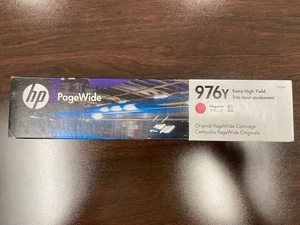 hp
PageWide
976Y
Extra High Yield
Très haut rendement
Magenta
Original PageWide Cartridge
Cartouche PageWide Originale